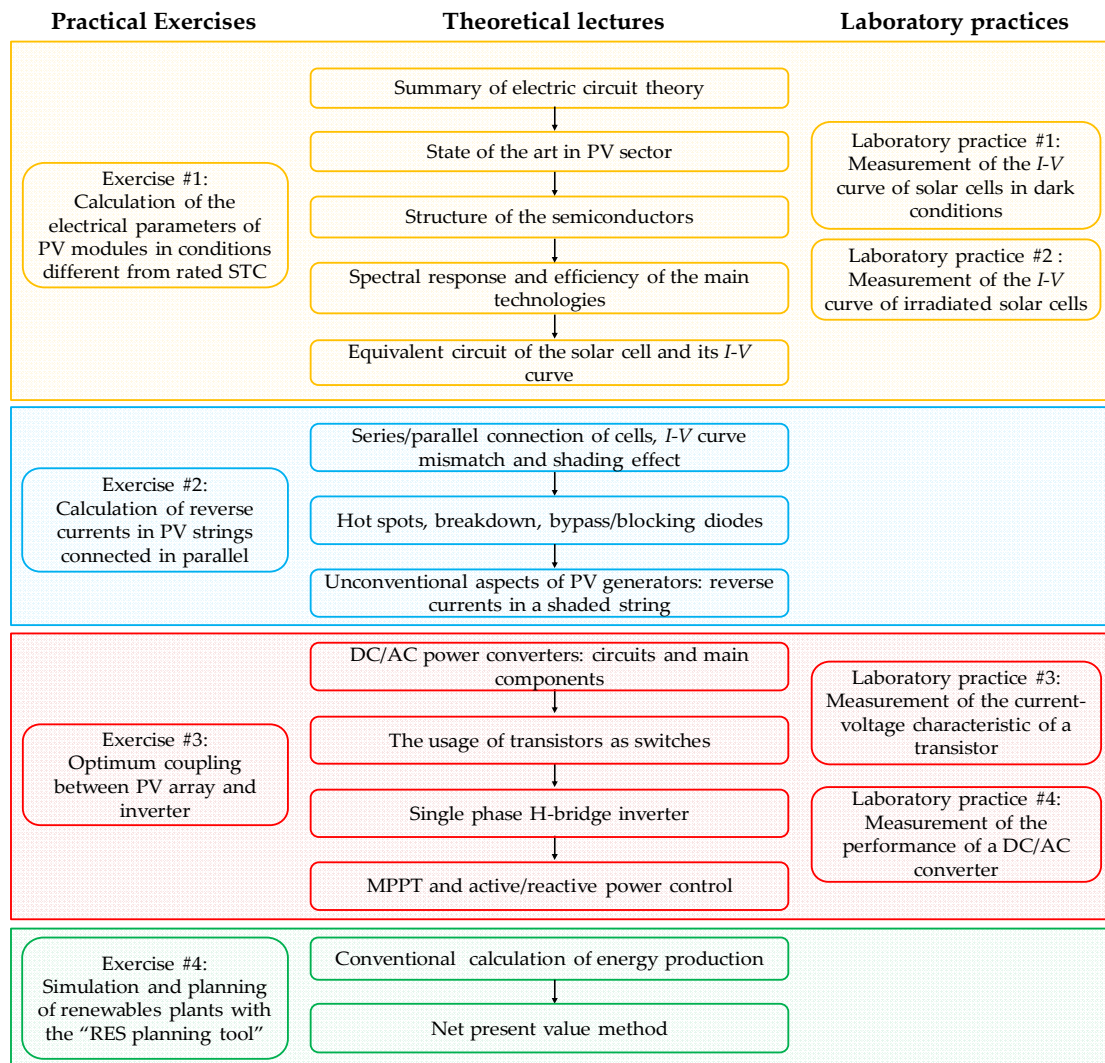 Practical Exercises
Theoretical lectures
Laboratory practices
Exercise #1:
Calculation of the
electrical parameters of
PV modules in conditions
different from rated STC
Summary of electric circuit theory
State of the art in PV sector
Structure of the semiconductors
Spectral response and efficiency of the main
technologies
Equivalent circuit of the solar cell and its I-V
curve
Laboratory practice #1:
Measurement of the I-V
curve of solar cells in dark
conditions
Laboratory practice #2 :
Measurement of the I-V
curve of irradiated solar cells
Exercise #2:
Calculation of reverse
currents in PV strings
connected in parallel
Series/parallel connection of cells, I-V curve
mismatch and shading effect
Hot spots, breakdown, bypass/blocking diodes
Unconventional aspects of PV generators: reverse
currents in a shaded string
Exercise #3:
Optimum coupling
between PV array and
inverter
DC/AC power converters: circuits and main
components
The usage of transistors as switches
Single phase H-bridge inverter
MPPT and active/reactive power control
Laboratory practice #3:
Measurement of the current-
voltage characteristic of a
transistor
Laboratory practice #4:
Measurement of the
performance of a DC/AC
converter
Exercise #4:
Simulation and planning
of renewables plants with
the “RES planning tool”
Conventional calculation of energy production
Net present value method